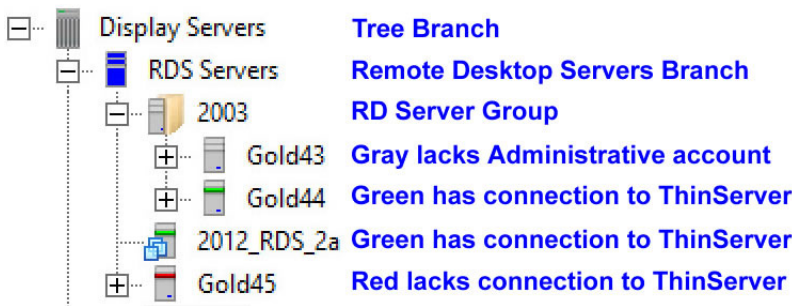 Display Servers Tree Branch
RDS Servers Remote Desktop Servers Branch
2003 RD Server Group
Gold43 Gray lacks Administrative account
Gold44 Green has connection to ThinServer
2012_RDS_2a Green has connection to ThinServer
Gold45 Red lacks connection to ThinServer